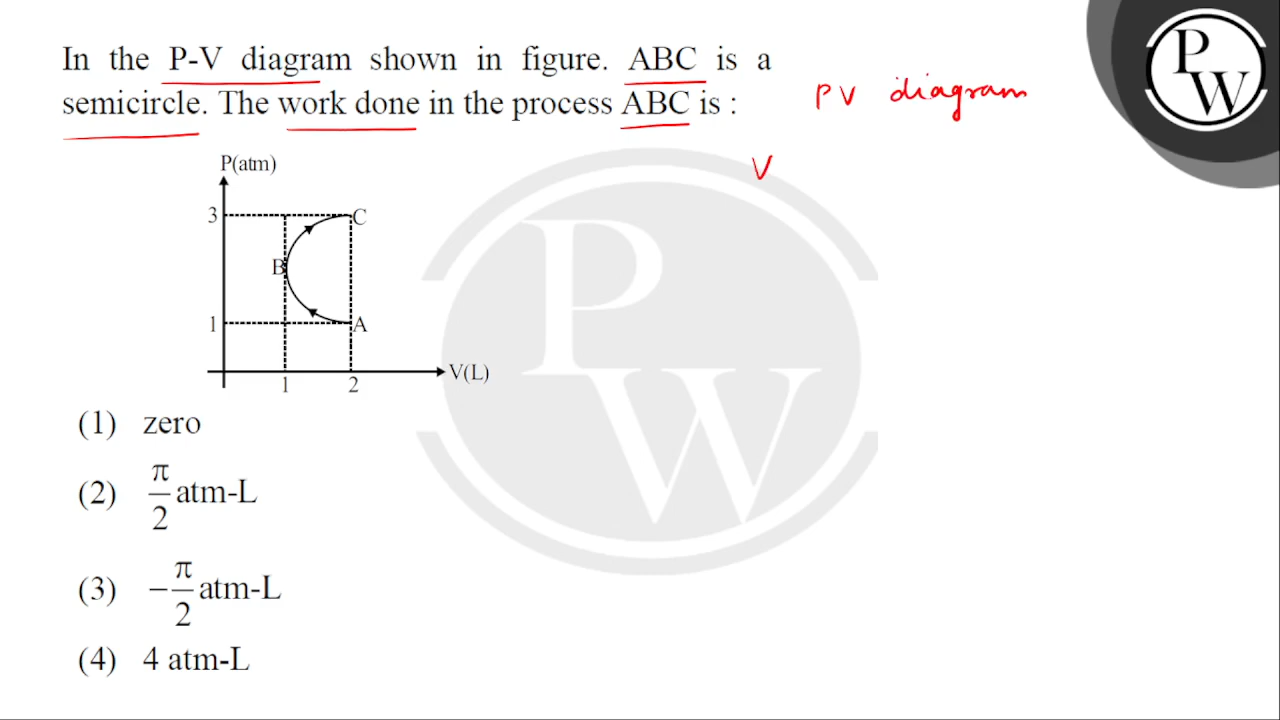 In the P-V diagram shown in figure. ABC is a
semicircle. The work done in the process ABC is :
PV diagram
V
P(atm)
3
C
B
1
A
V(L)
1 2
(1) zero
(2) π/2 atm-L
(3) −π/2 atm-L
(4) 4 atm-L
P
W
P
W